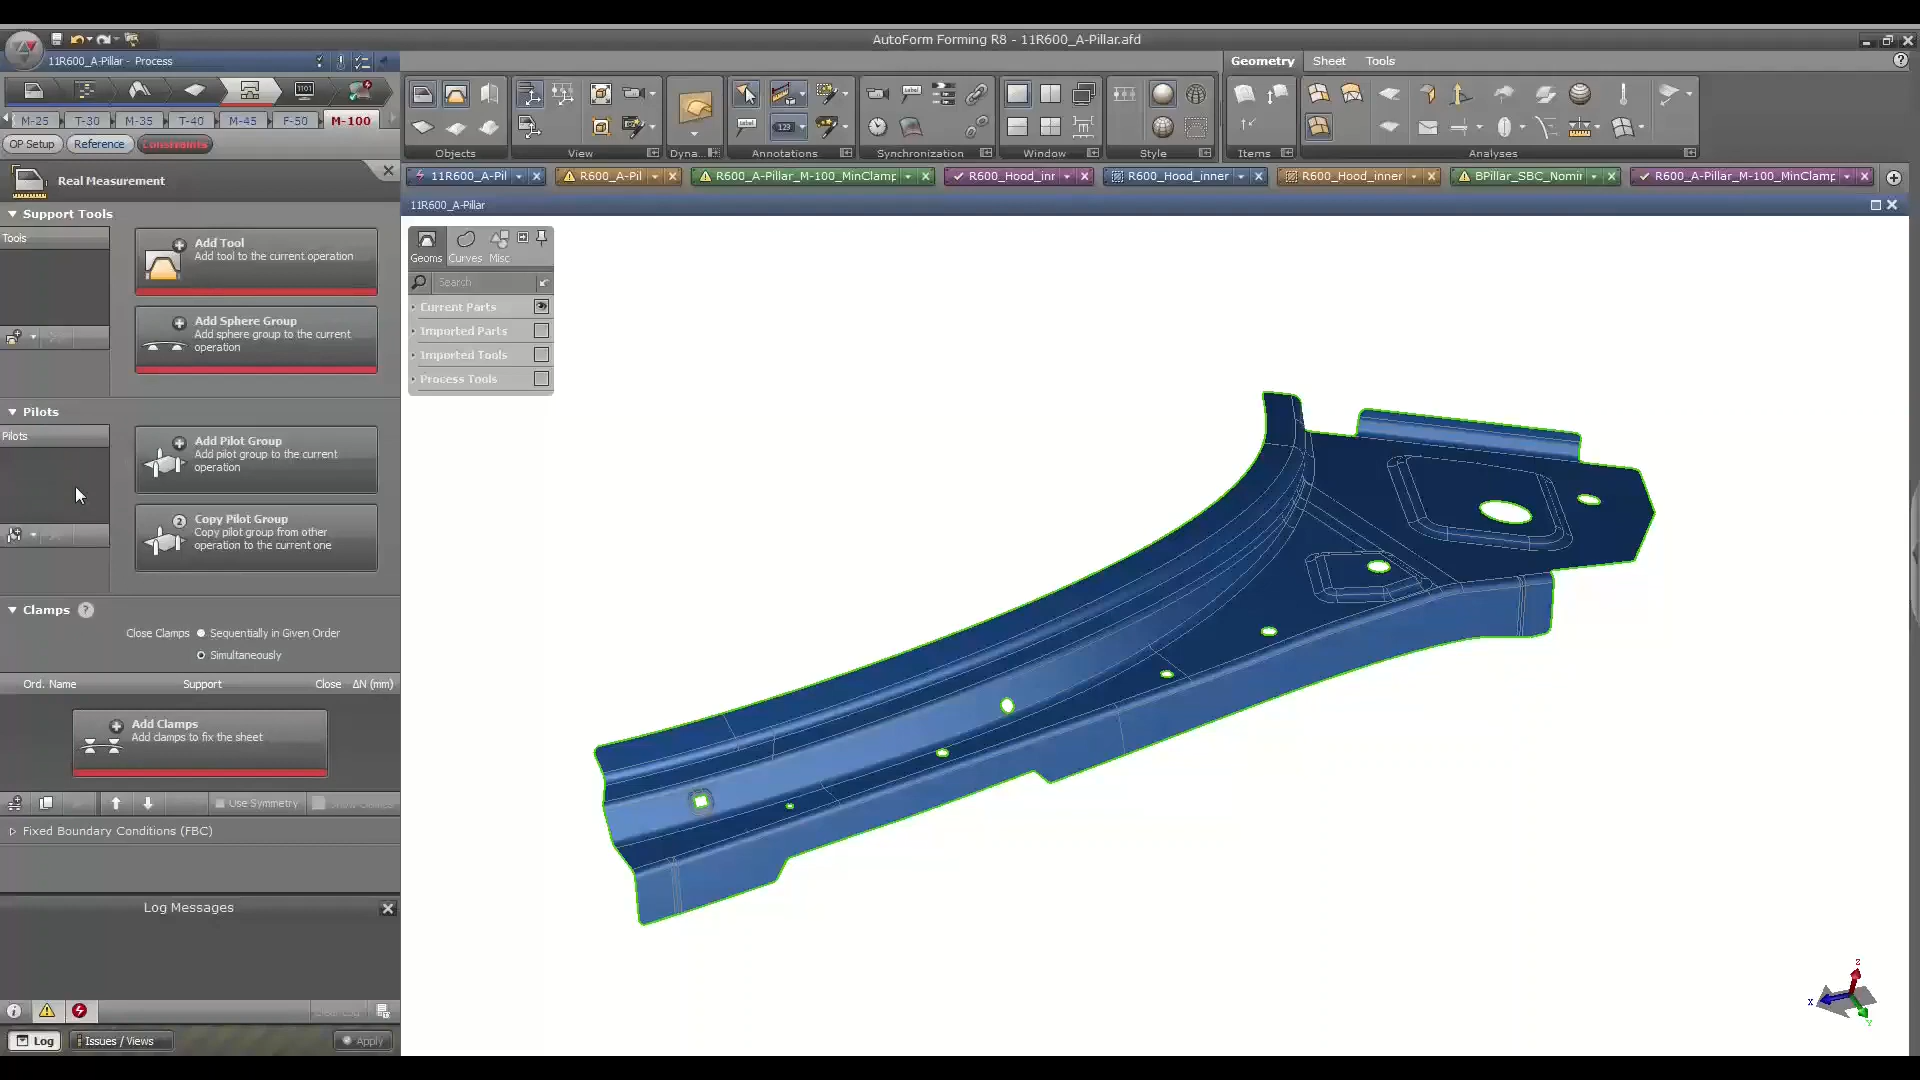 AutoForm Forming R8 - 11R600_A-Pillar.afd
11R600_A-Pillar - Process
Geometry Sheet Tools
M-25 T-30 M-35 T-40 M-45 F-50 M-100
OP Setup Reference Constraints
Objects View Dyna... Annotations Synchronization Window Style Items Analyses
Real Measurement
11R600_A-Pil R600_A-Pil R600_A-Pillar_M-100_MinClamp R600_Hood_inr R600_Hood_inner R600_Hood_inner BPillar_SBC_Nomir R600_A-Pillar_M-100_MinClamp
11R600_A-Pillar
Support Tools
Tools
Add Tool
Add tool to the current operation
Add Sphere Group
Add sphere group to the current
operation
Geoms Curves Misc
Search
Current Parts
Imported Parts
Imported Tools
Process Tools
Pilots
Pilots
Add Pilot Group
Add pilot group to the current
operation
Copy Pilot Group
Copy pilot group from other
operation to the current one
Clamps ?
Close Clamps Sequentially in Given Order
Simultaneously
Ord. Name Support Close ΔN (mm)
Add Clamps
Add clamps to fix the sheet
Use Symmetry Show Clamps
Fixed Boundary Conditions (FBC)
Log Messages
Clear Log
Log Issues / Views Apply
Z
X
Y